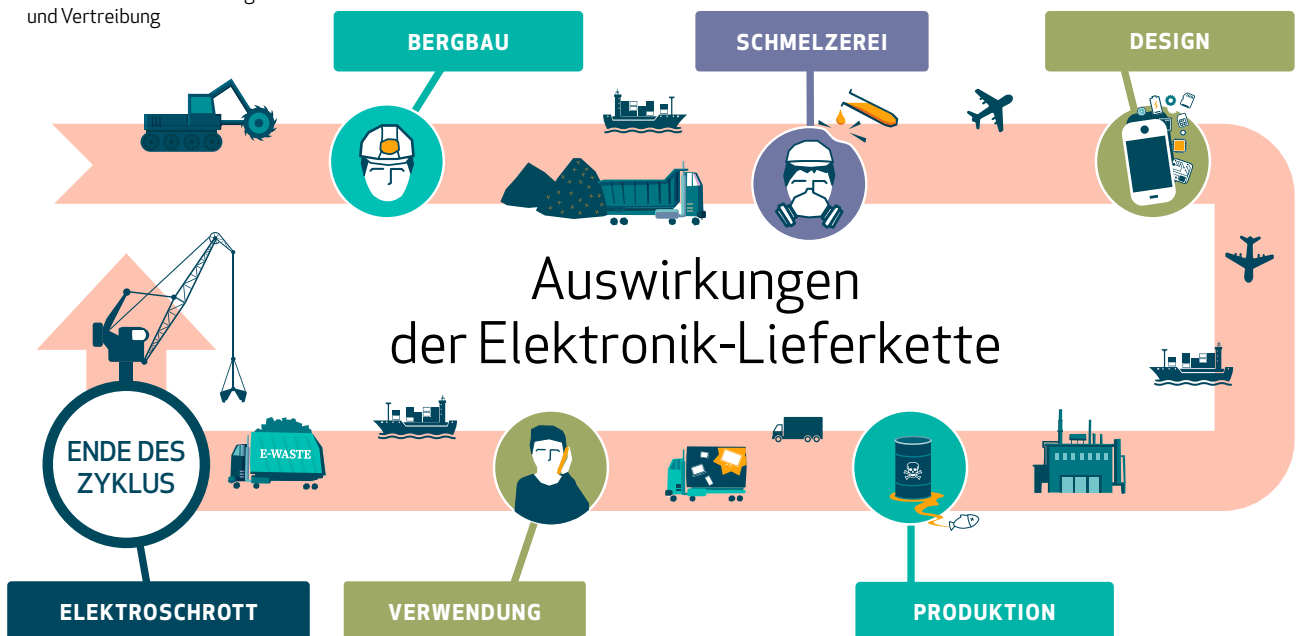 und Vertreibung
BERGBAU
SCHMELZEREI
DESIGN
Auswirkungen
der Elektronik-Lieferkette
ENDE DES
ZYKLUS
E-WASTE
ELEKTROSCHROTT
VERWENDUNG
PRODUKTION